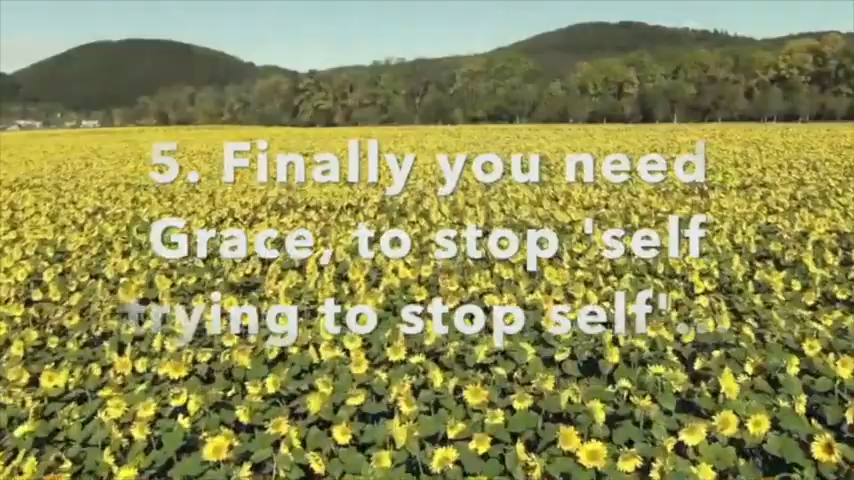 5. Finally you need
Grace, to stop 'self
trying to stop self'...